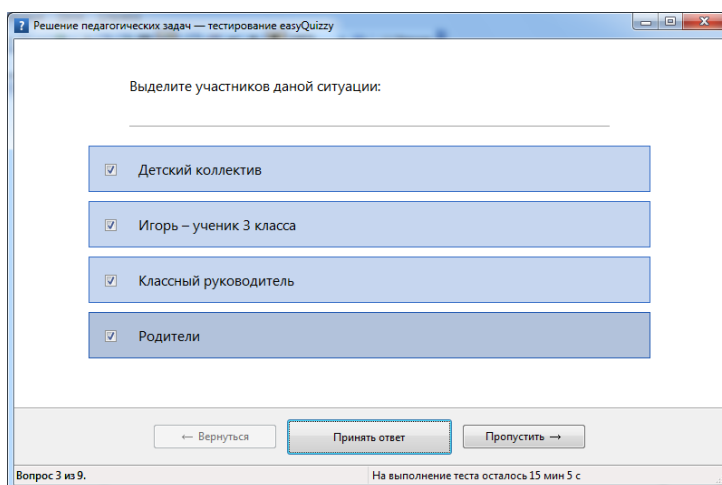 Решение педагогических задач — тестирование easyQuizzy
Выделите участников даной ситуации:
Детский коллектив
Игорь – ученик 3 класса
Классный руководитель
Родители
← Вернуться
Принять ответ
Пропустить →
Вопрос 3 из 9.
На выполнение теста осталось 15 мин 5 с